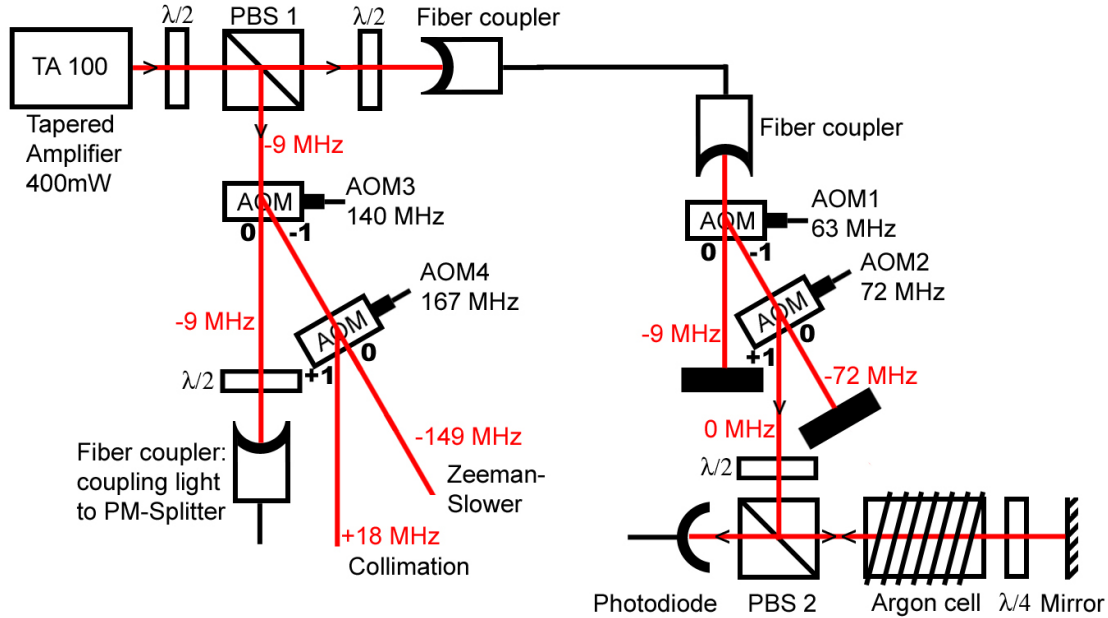 λ/2
PBS 1
λ/2
Fiber coupler
TA 100
Tapered
Amplifier
400mW
-9 MHz
AOM
AOM3
140 MHz
0
-1
AOM4
167 MHz
AOM
0
+1
-9 MHz
λ/2
Fiber coupler:
coupling light
to PM-Splitter
-149 MHz
Zeeman-
Slower
+18 MHz
Collimation
Fiber coupler
AOM
AOM1
63 MHz
0
-1
AOM2
72 MHz
AOM
0
+1
-9 MHz
-72 MHz
0 MHz
λ/2
Photodiode
PBS 2
Argon cell
λ/4
Mirror